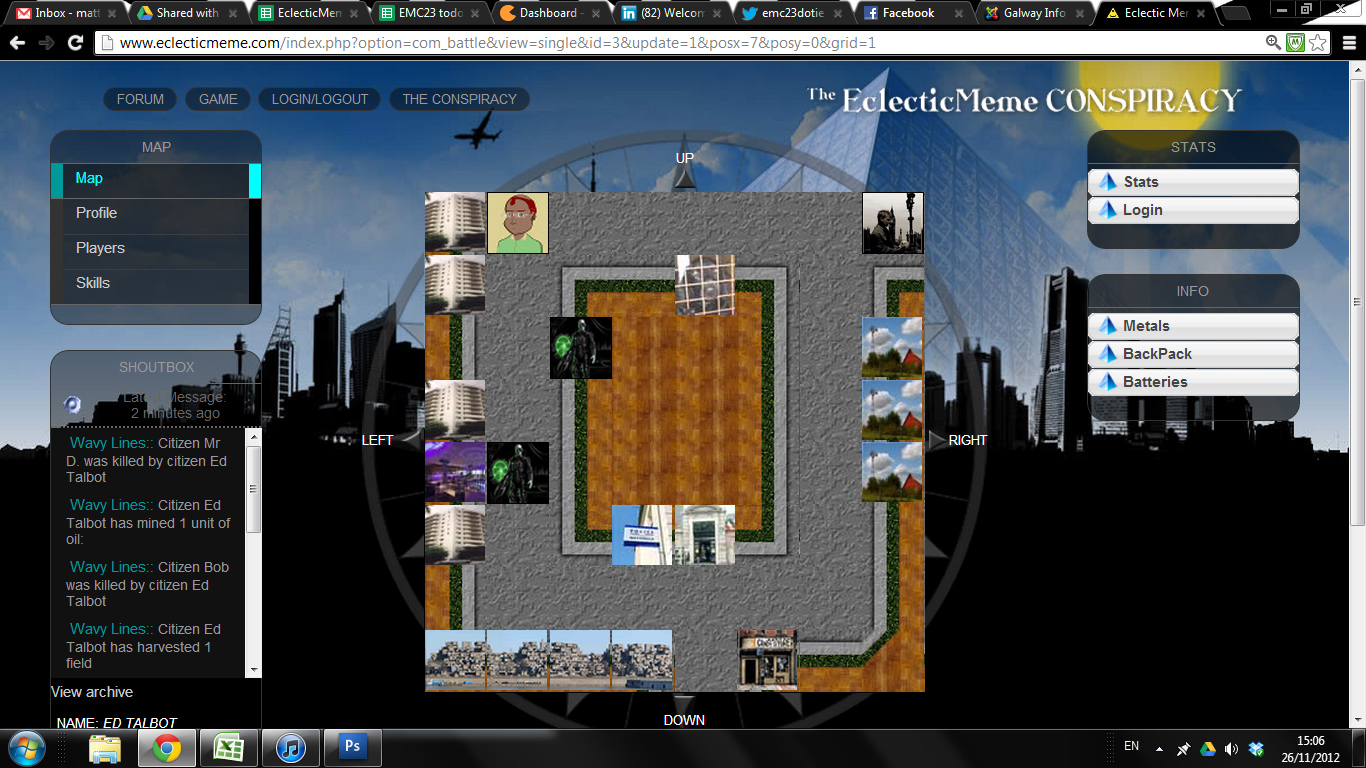 Inbox - matt
Shared with
EclecticMem
EMC23 todo
Dashboard -
(82) Welcom
emc23dotie
Facebook
Galway Info
Eclectic Mer
www.eclecticmeme.com/index.php?option=com_battle&view=single&id=3&update=1&posx=7&posy=0&grid=1
FORUM
GAME
LOGIN/LOGOUT
THE CONSPIRACY
The EclecticMeme CONSPIRACY
MAP
Map
Profile
Players
Skills
SHOUTBOX
Latest Message:
2 minutes ago
Wavy Lines:: Citizen Mr
D. was killed by citizen Ed
Talbot
Wavy Lines:: Citizen Ed
Talbot has mined 1 unit of
oil:
Wavy Lines:: Citizen Bob
was killed by citizen Ed
Talbot
Wavy Lines:: Citizen Ed
Talbot has harvested 1
field
View archive
NAME: ED TALBOT
UP
LEFT
RIGHT
POLICE
DOWN
STATS
Stats
Login
INFO
Metals
BackPack
Batteries
Ps
EN
15:06
26/11/2012